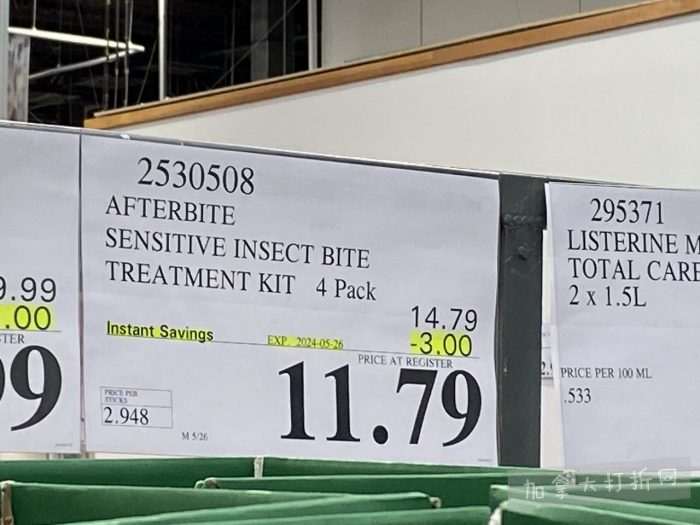 9.99
.00
99
2530508
AFTERBITE
SENSITIVE INSECT BITE
TREATMENT KIT 4 Pack
14.79
Instant Savings EXP 2024-05-26 -3.00
PRICE AT REGISTER
11.79
PRICE PER
STICKS
2.948
M 5/26
295371
LISTERINE M
TOTAL CARE
2 x 1.5L
PRICE PER 100 ML
.533
加拿大打折网